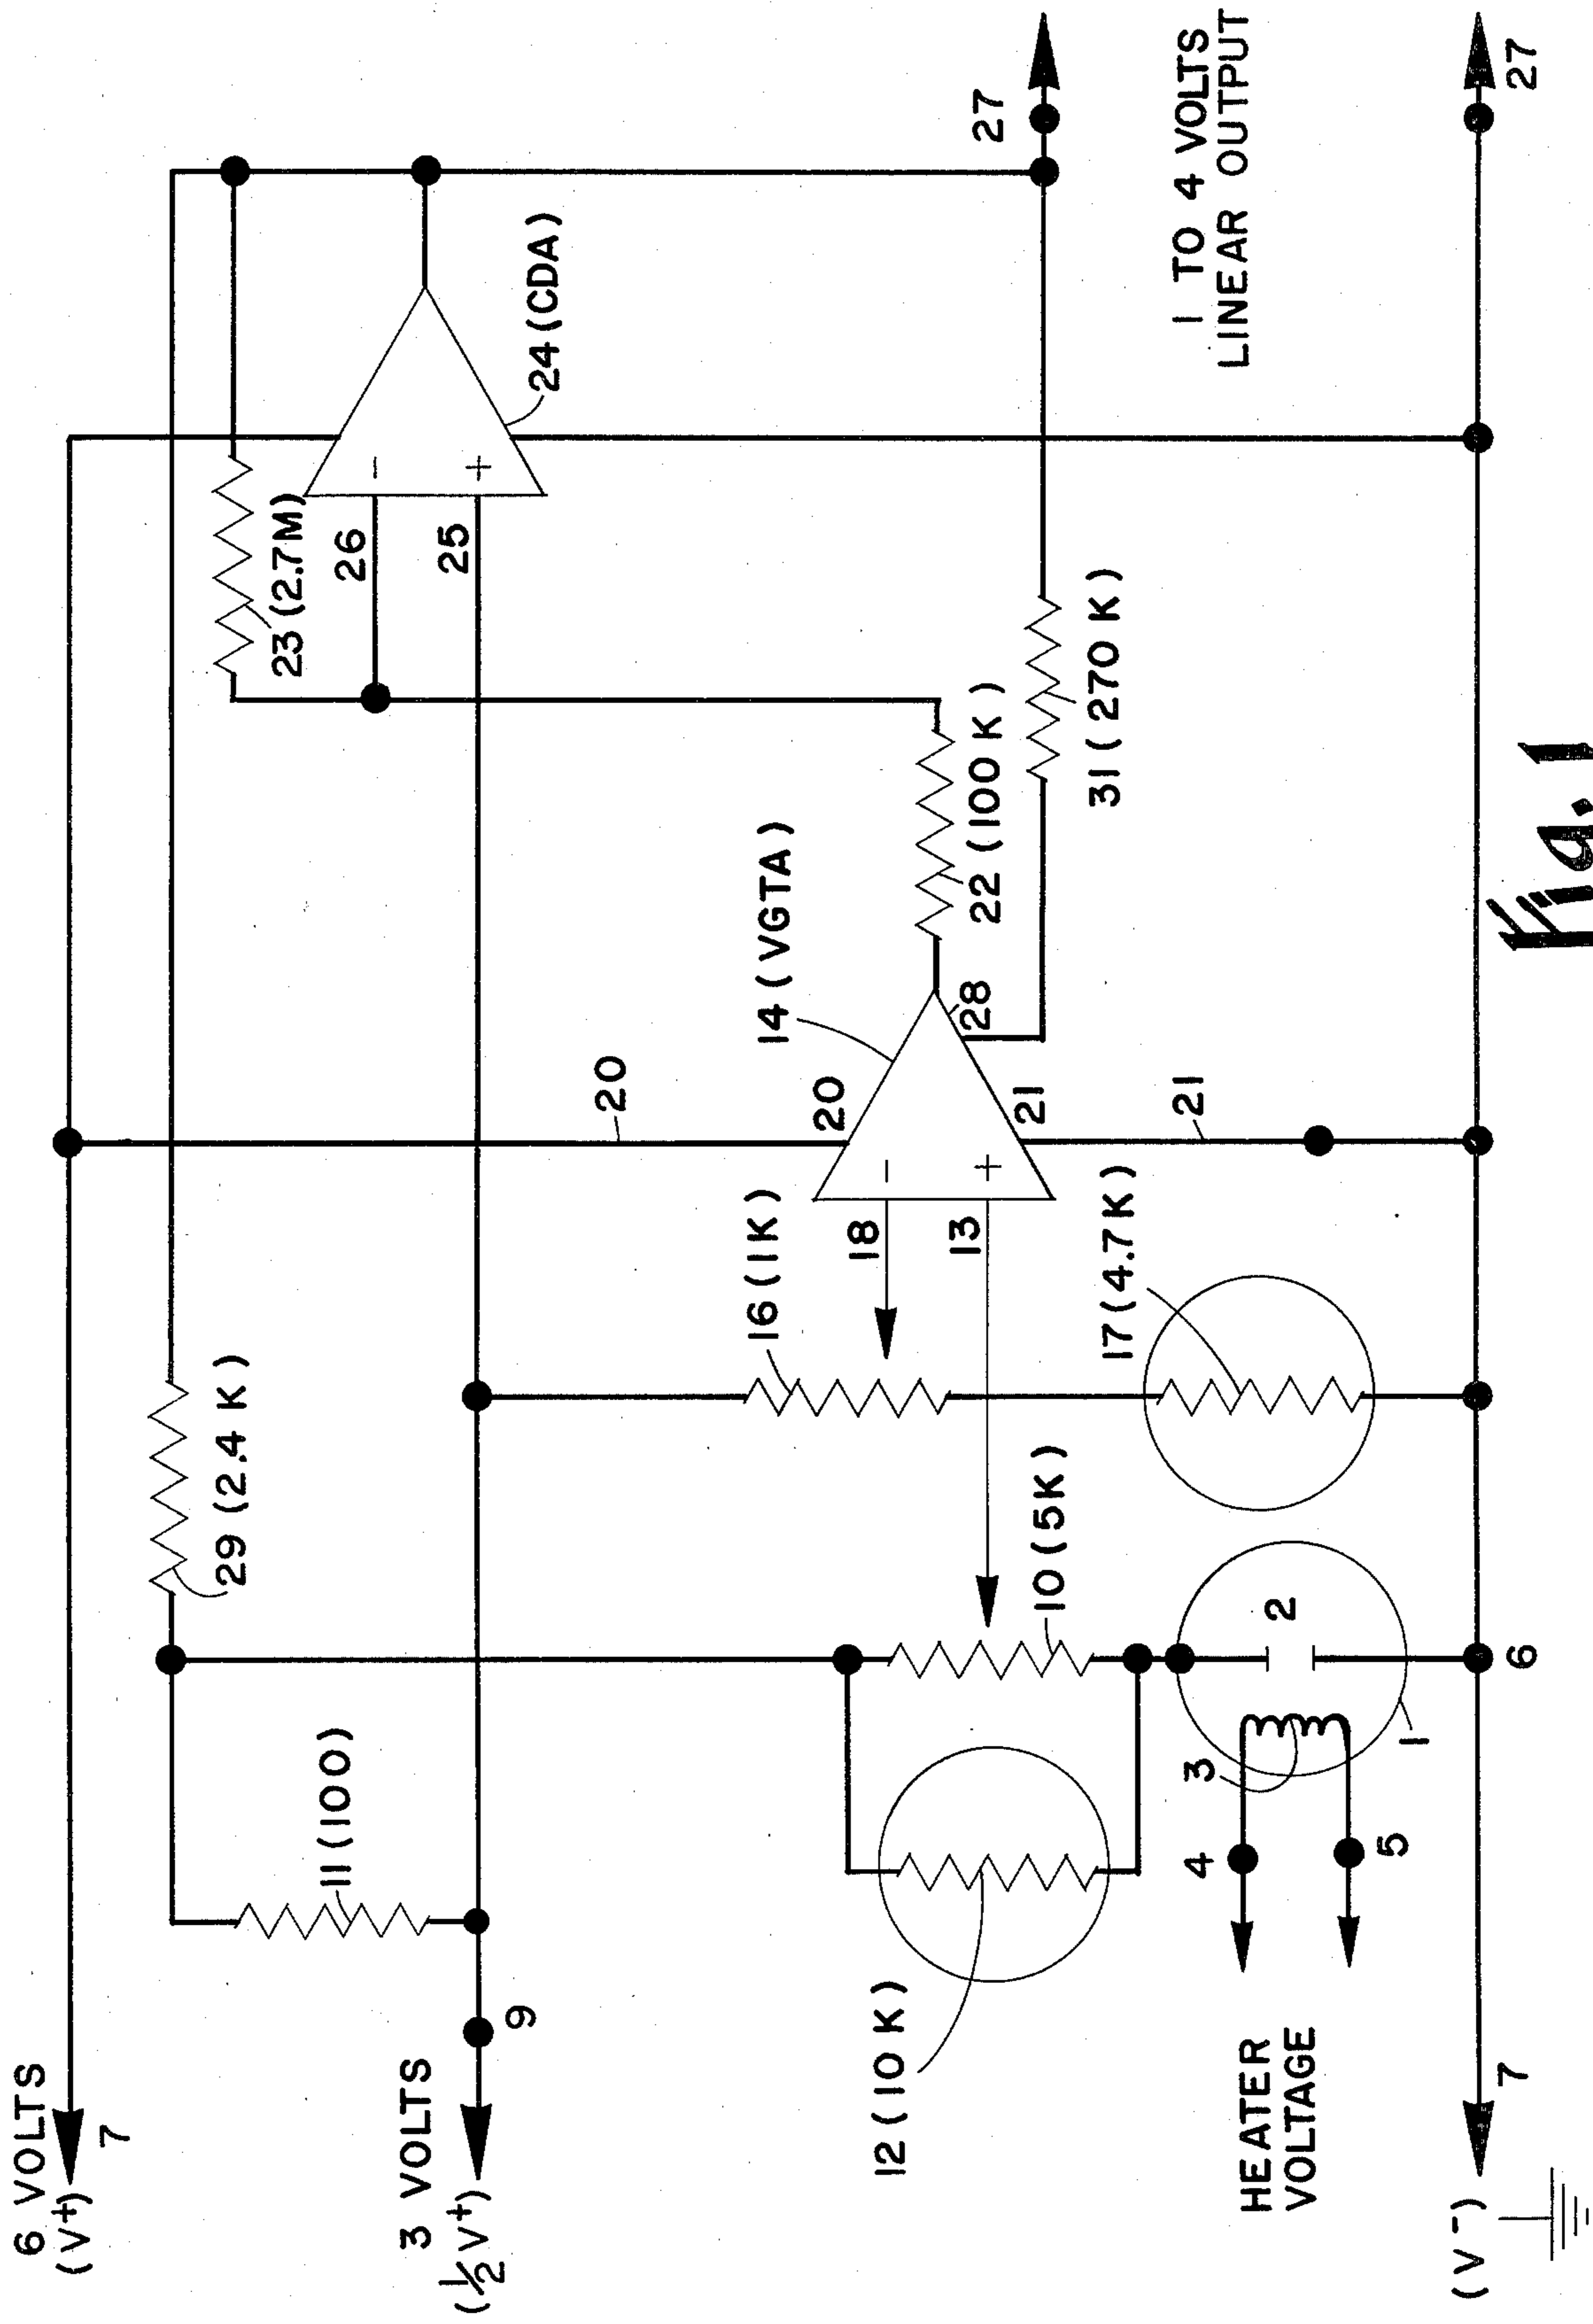 6 VOLTS
(V+)
7
3 VOLTS
(½V+)
9
11 (100)
29 (2.4 K)
20
23 (2.7M)
26
25
-
+
24 (CDA)
12 (10 K)
10 (5K)
16 (1K)
18
13
-
+
20
21
14 (VGTA)
28
22 (100 K)
31 (270 K)
27
HEATER
VOLTAGE
4
5
3
2
1
17 (4.7K)
21
1 TO 4 VOLTS
LINEAR OUTPUT
(V-)
7
6
27
Fig. 1